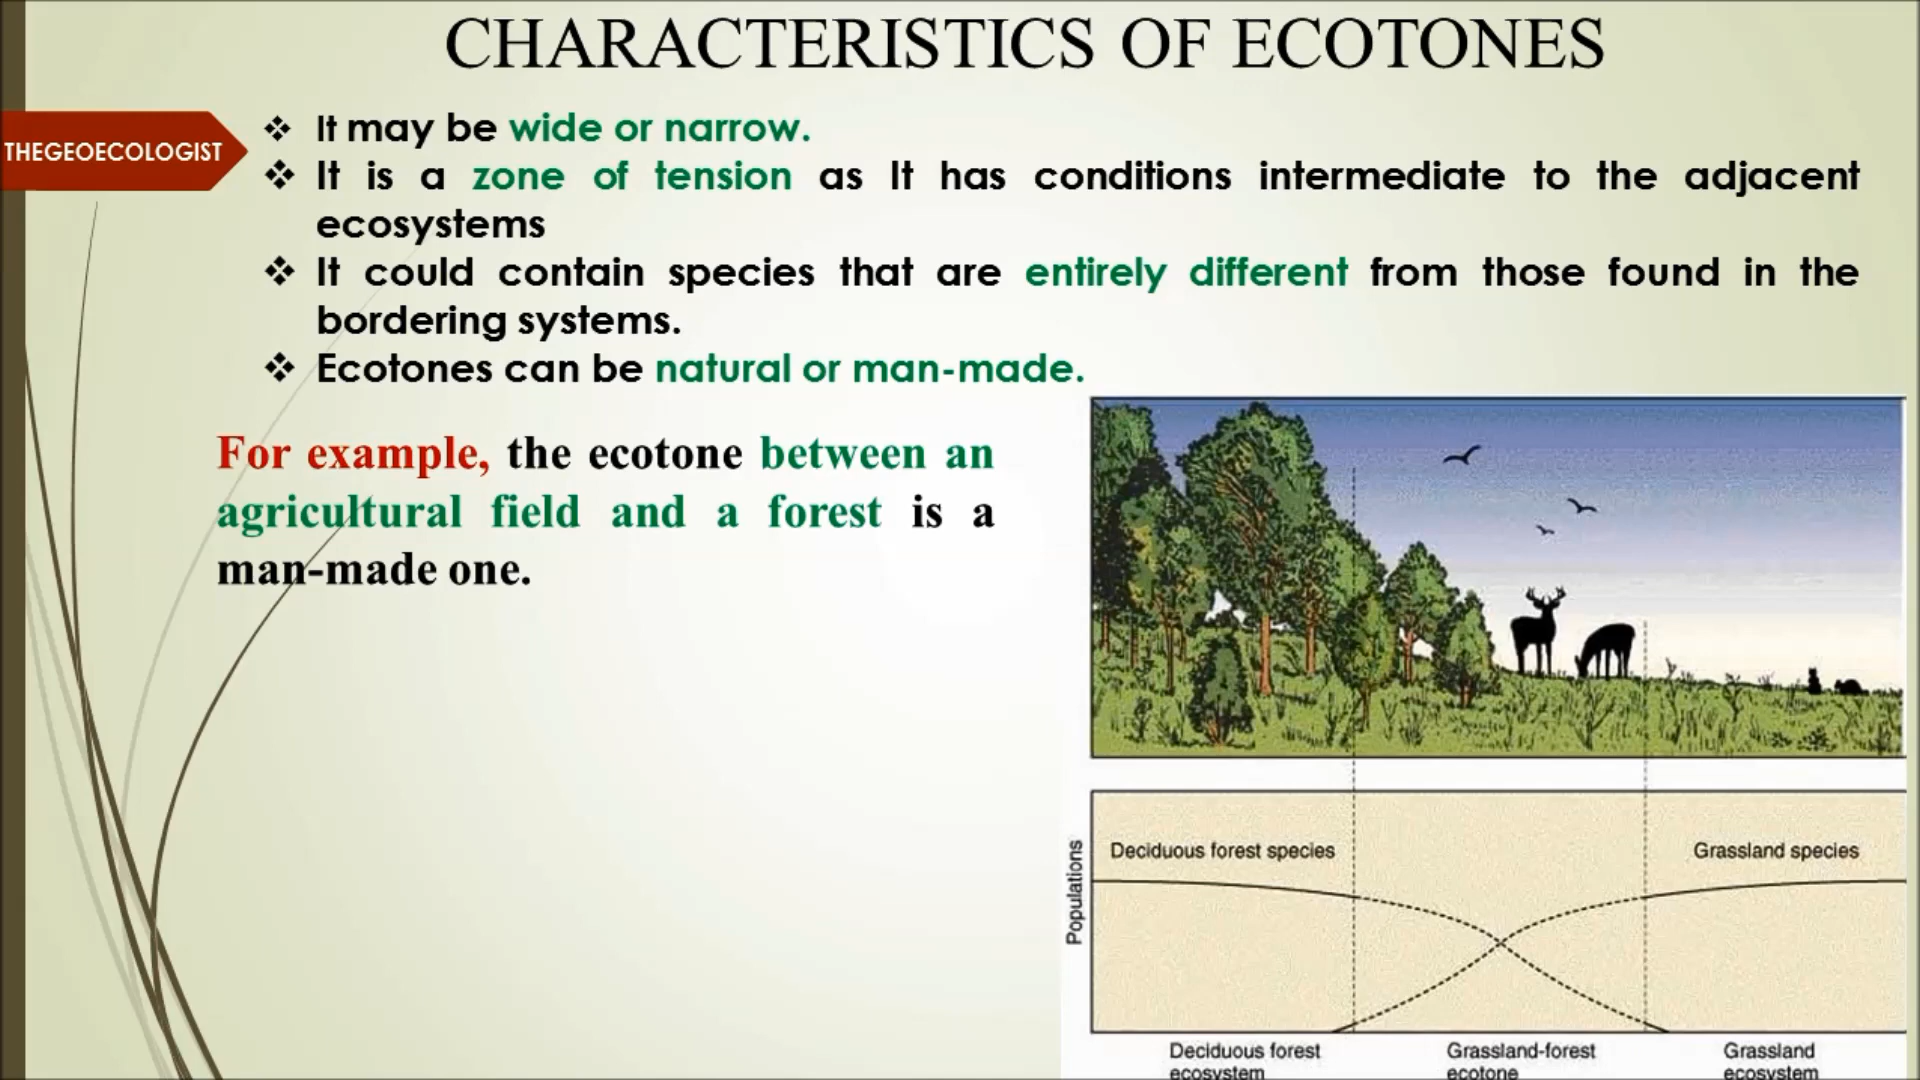 CHARACTERISTICS OF ECOTONES
THEGEOECOLOGIST
❖ It may be wide or narrow.
❖ It is a zone of tension as It has conditions intermediate to the adjacent
ecosystems
❖ It could contain species that are entirely different from those found in the
bordering systems.
❖ Ecotones can be natural or man-made.
For example, the ecotone between an
agricultural field and a forest is a
man-made one.
Populations
Deciduous forest species
Grassland species
Deciduous forest
ecosystem
Grassland-forest
ecotone
Grassland
ecosystem